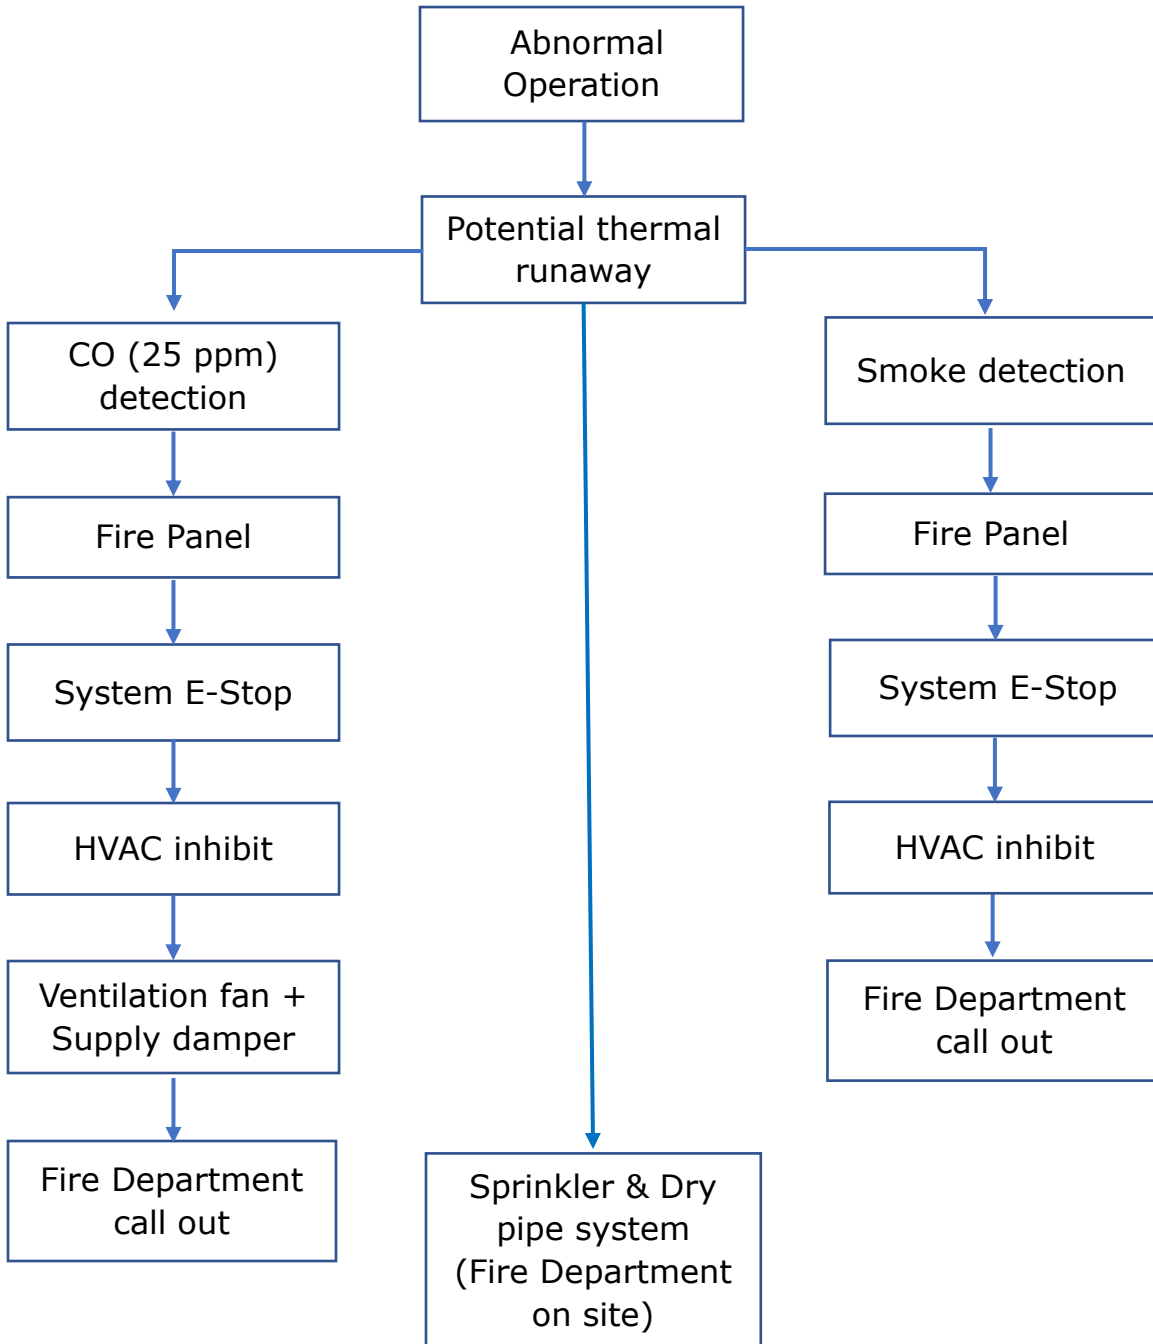 Abnormal
Operation
Potential thermal
runaway
CO (25 ppm)
detection
Fire Panel
System E-Stop
HVAC inhibit
Ventilation fan +
Supply damper
Fire Department
call out
Sprinkler & Dry
pipe system
(Fire Department
on site)
Smoke detection
Fire Panel
System E-Stop
HVAC inhibit
Fire Department
call out